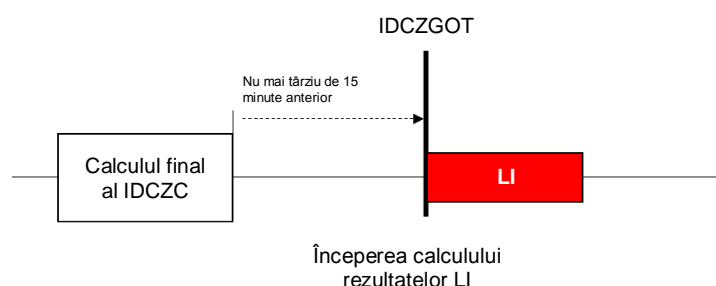 IDCZGOT
Nu mai târziu de 15
minute anterior
Calculul final
al IDCZC
LI
Începerea calculului
rezultatelor LI